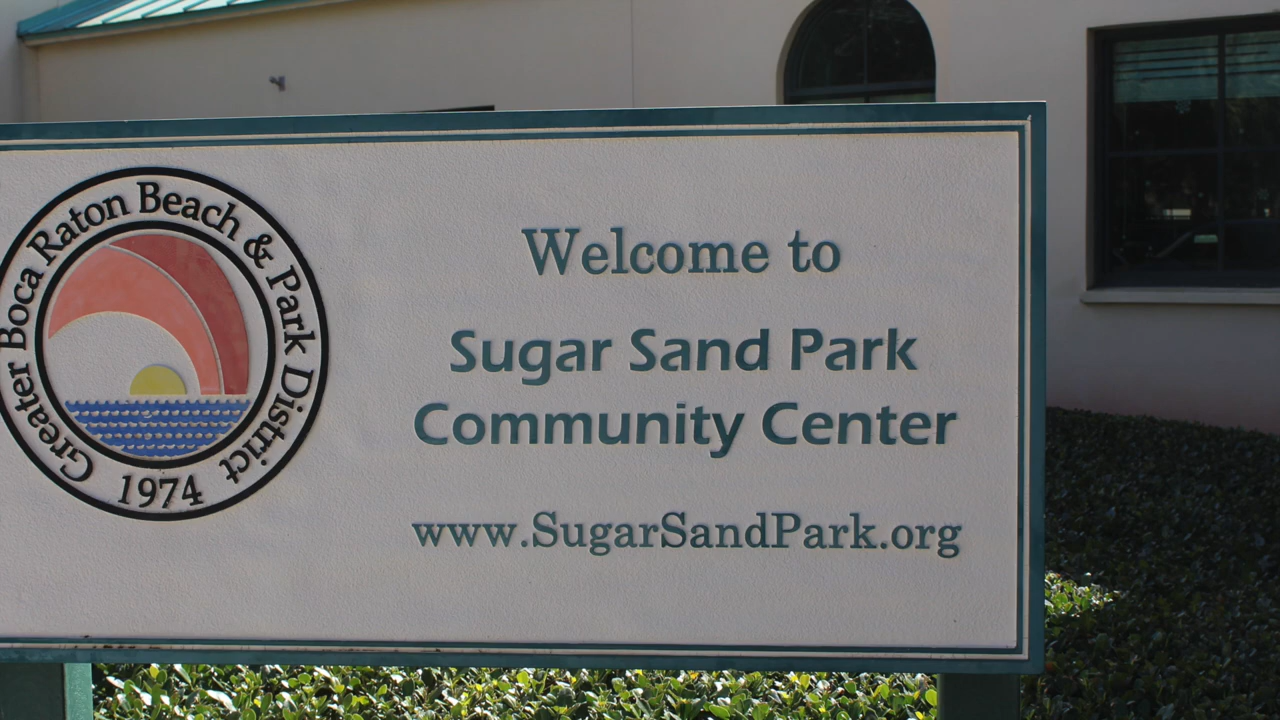 Greater Boca Raton Beach & Park District
1974
Welcome to
Sugar Sand Park
Community Center
www.SugarSandPark.org